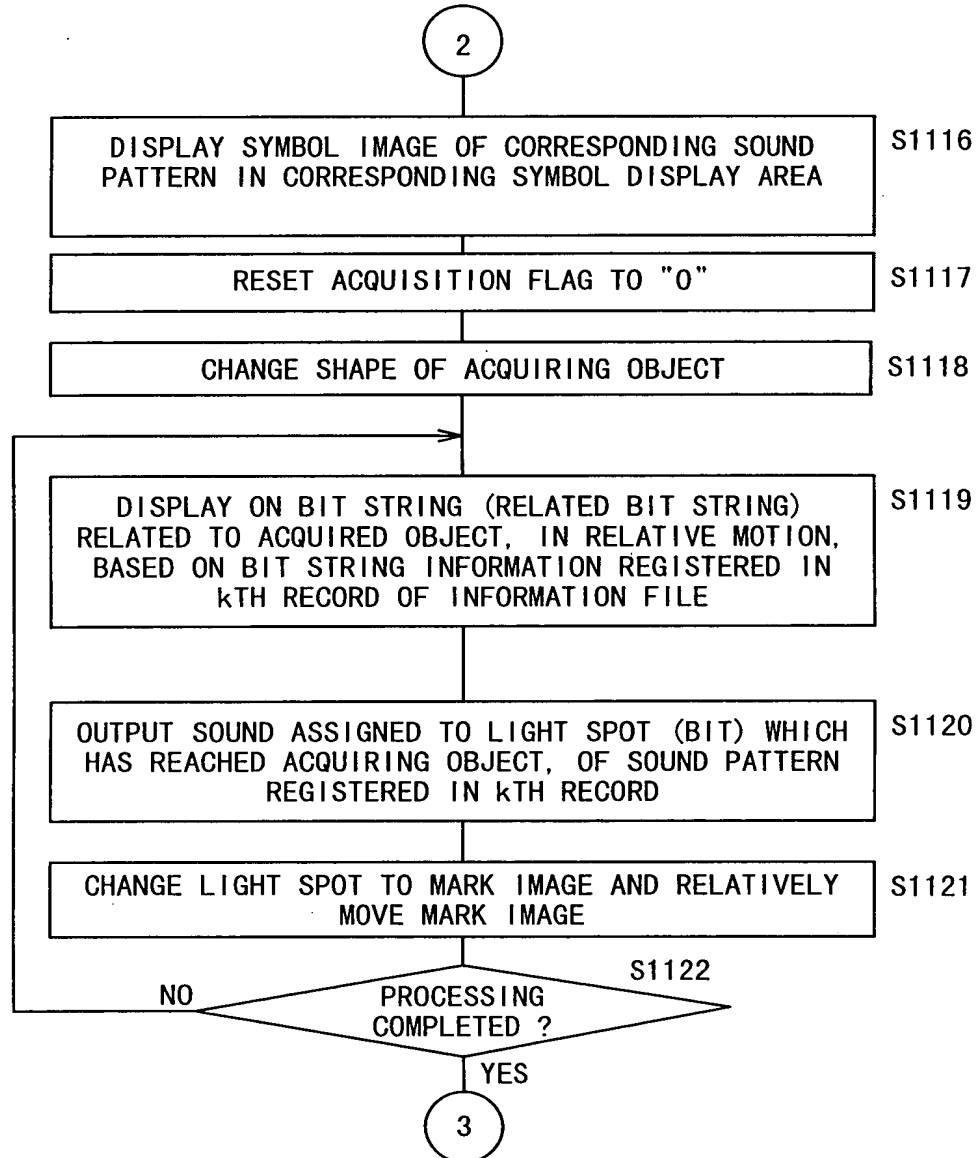 2
DISPLAY SYMBOL IMAGE OF CORRESPONDING SOUND
PATTERN IN CORRESPONDING SYMBOL DISPLAY AREA
S1116
RESET ACQUISITION FLAG TO "0"
S1117
CHANGE SHAPE OF ACQUIRING OBJECT
S1118
DISPLAY ON BIT STRING (RELATED BIT STRING)
RELATED TO ACQUIRED OBJECT, IN RELATIVE MOTION,
BASED ON BIT STRING INFORMATION REGISTERED IN
kTH RECORD OF INFORMATION FILE
S1119
OUTPUT SOUND ASSIGNED TO LIGHT SPOT (BIT) WHICH
HAS REACHED ACQUIRING OBJECT, OF SOUND PATTERN
REGISTERED IN kTH RECORD
S1120
CHANGE LIGHT SPOT TO MARK IMAGE AND RELATIVELY
MOVE MARK IMAGE
S1121
S1122
NO
PROCESSING
COMPLETED ?
YES
3